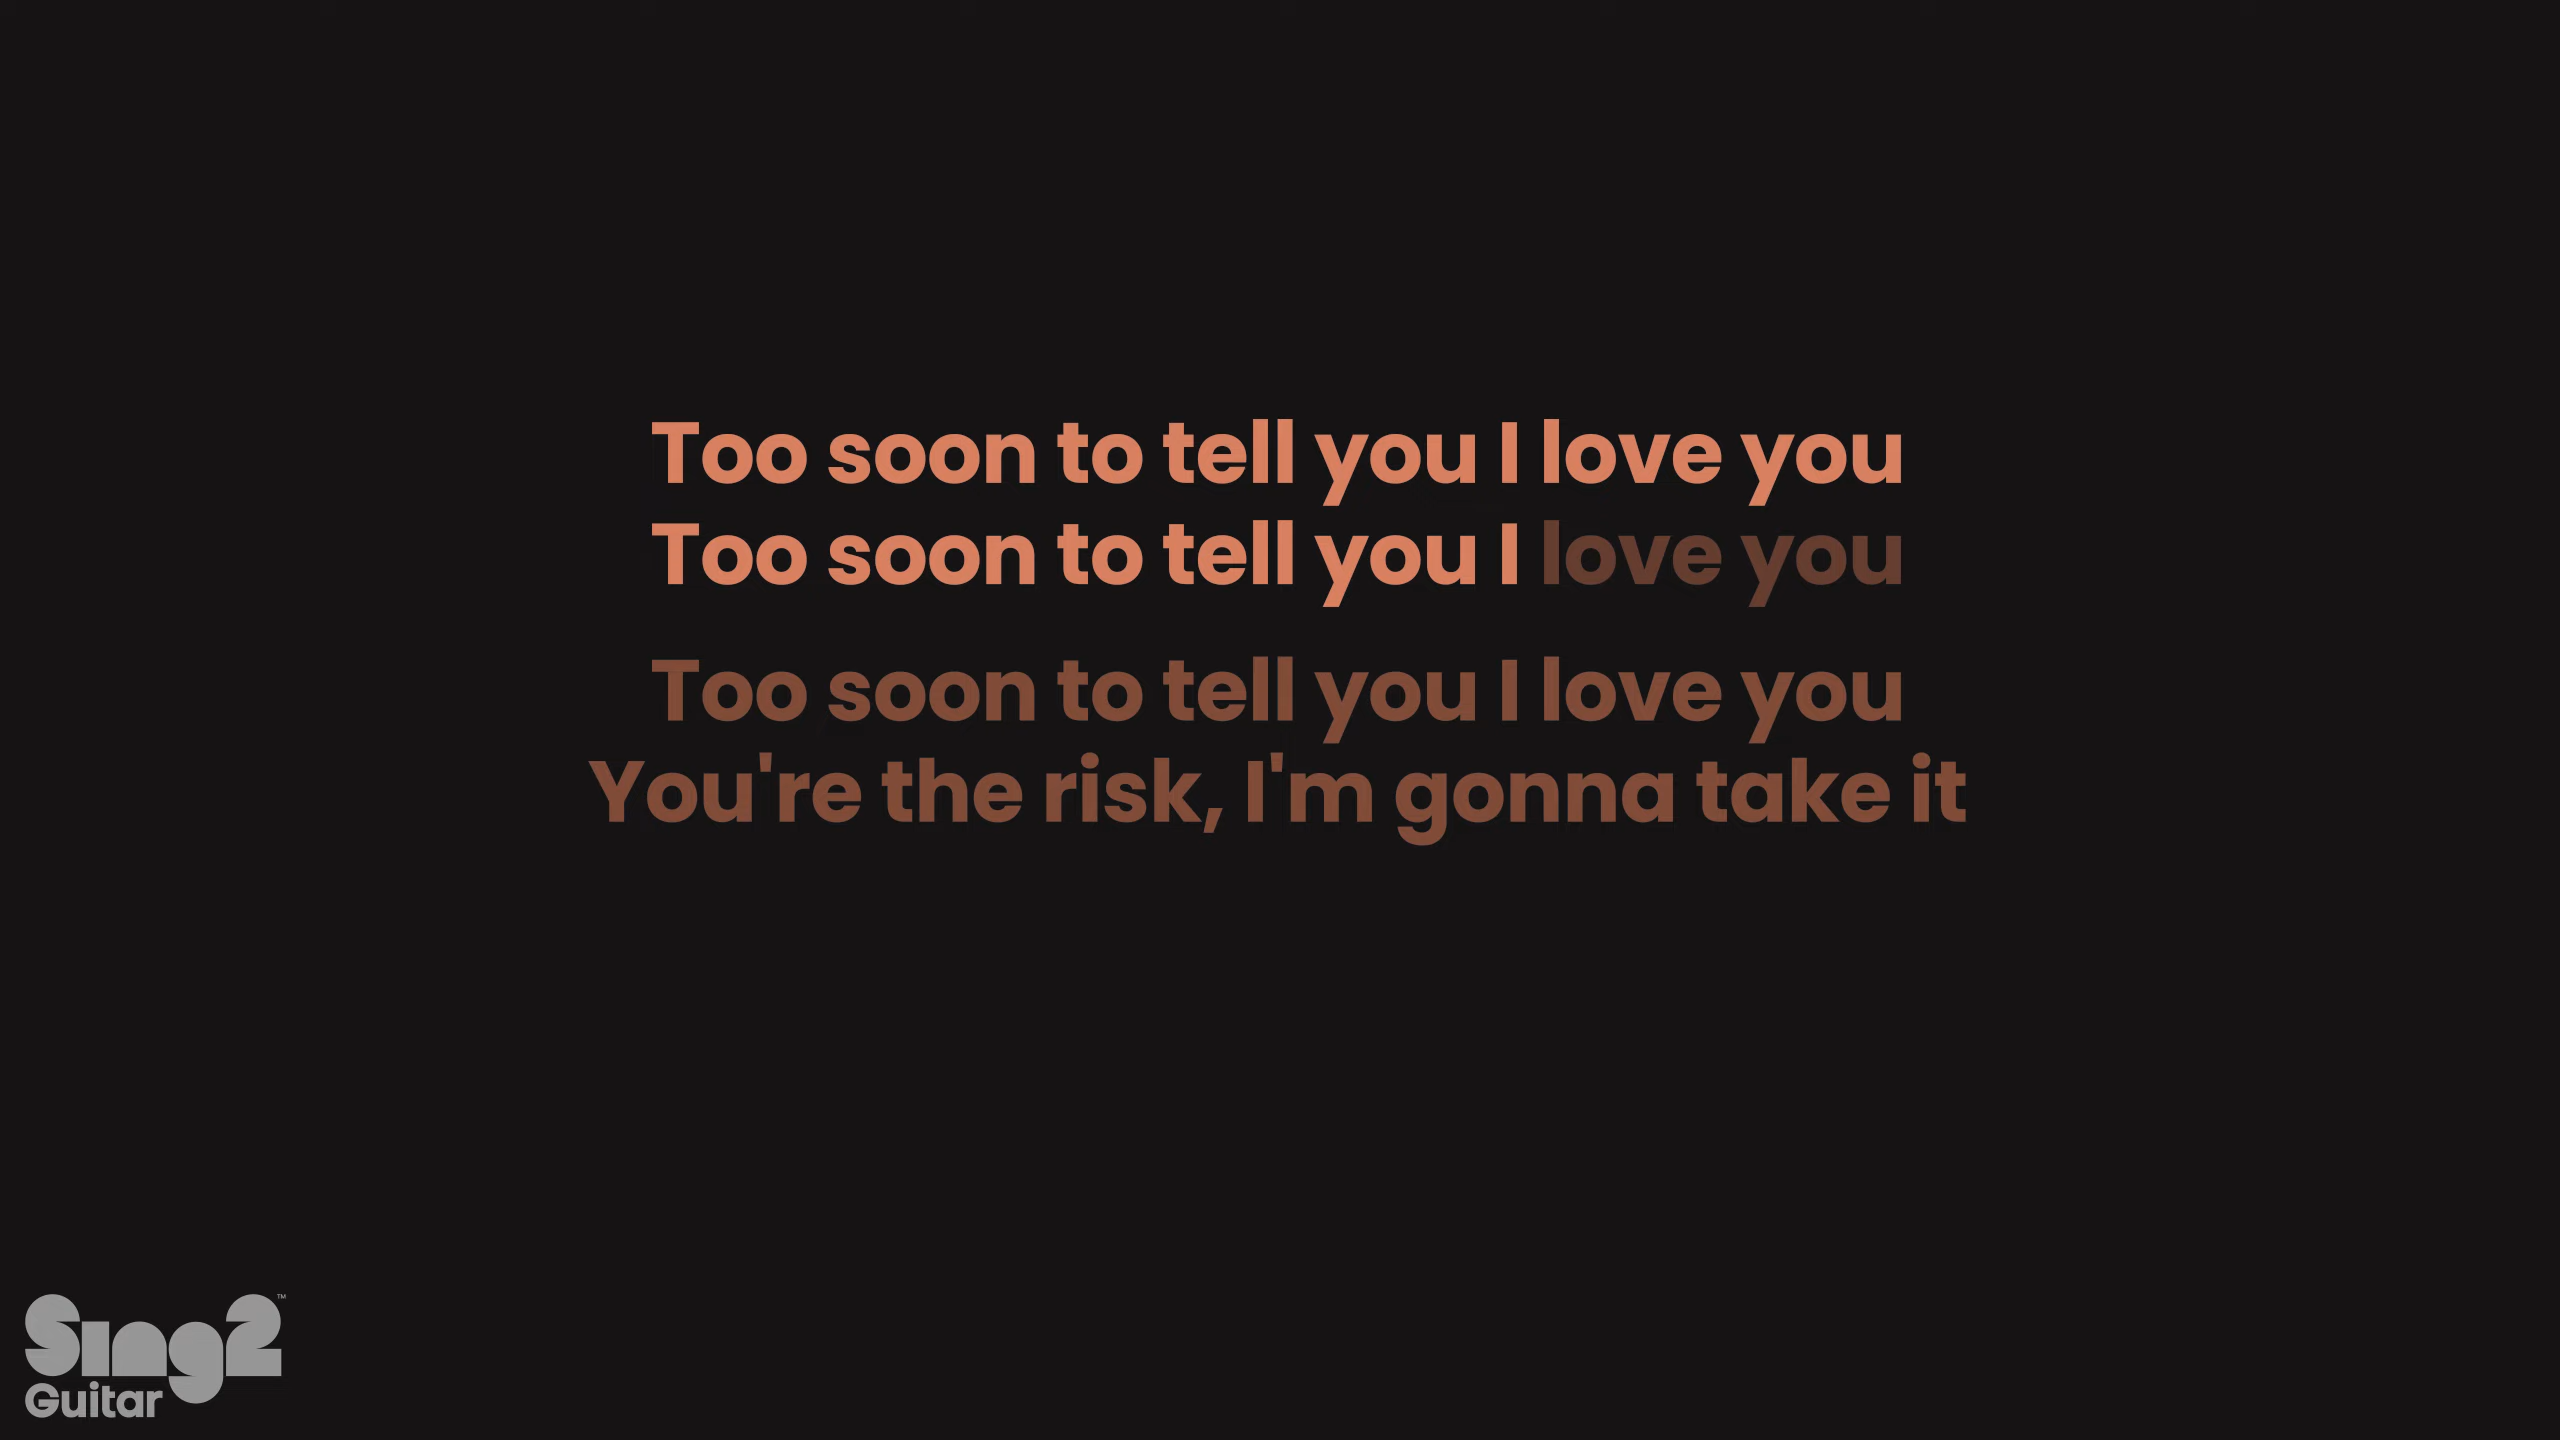 Too soon to tell you I love you
Too soon to tell you I love you
Too soon to tell you I love you
You're the risk, I'm gonna take it
Sing2™
Guitar